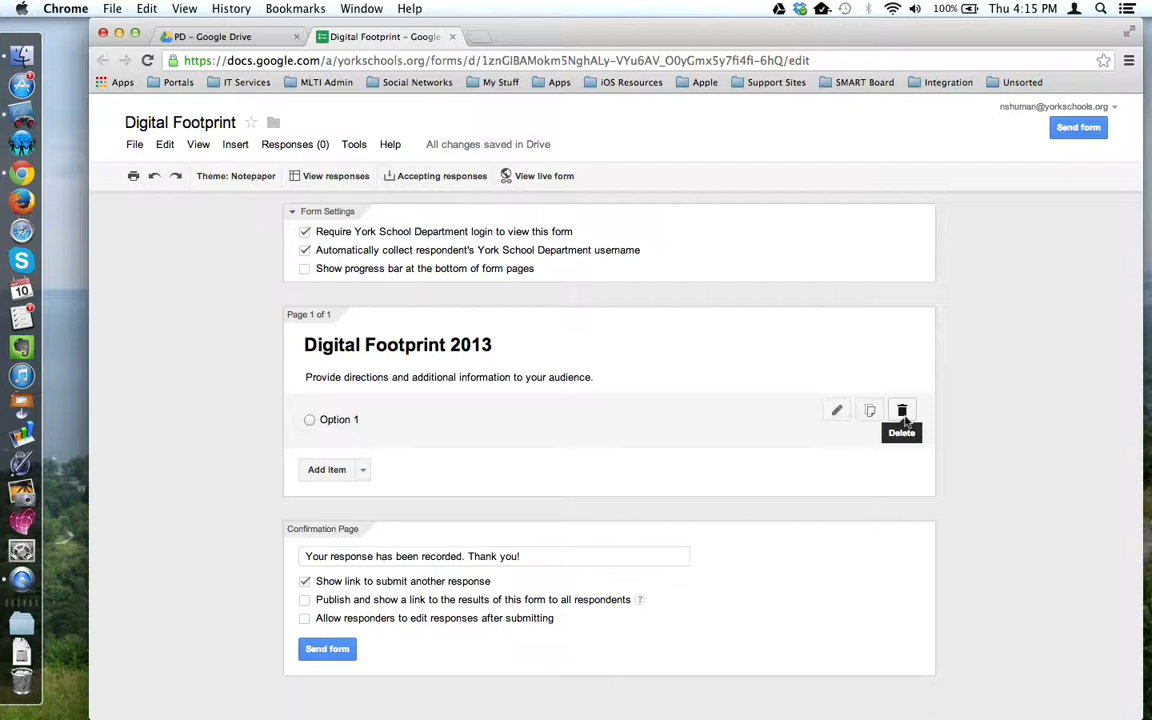 Chrome File Edit View History Bookmarks Window Help 100% Thu 4:15 PM
PD – Google Drive × Digital Footprint – Google ×
https://docs.google.com/a/yorkschools.org/forms/d/1znGlBAMokm5NghALy-VYu6AV_O0yGmx5y7fi4fi-6hQ/edit
Apps Portals IT Services MLTI Admin Social Networks My Stuff Apps iOS Resources Apple Support Sites SMART Board Integration Unsorted
nshuman@yorkschools.org
Digital Footprint
Send form
File Edit View Insert Responses (0) Tools Help All changes saved in Drive
Theme: Notepaper View responses Accepting responses View live form
Form Settings
Require York School Department login to view this form
Automatically collect respondent's York School Department username
Show progress bar at the bottom of form pages
Page 1 of 1
Digital Footprint 2013
Provide directions and additional information to your audience.
Option 1
Delete
Add item
Confirmation Page
Your response has been recorded. Thank you!
Show link to submit another response
Publish and show a link to the results of this form to all respondents ?
Allow responders to edit responses after submitting
Send form
10